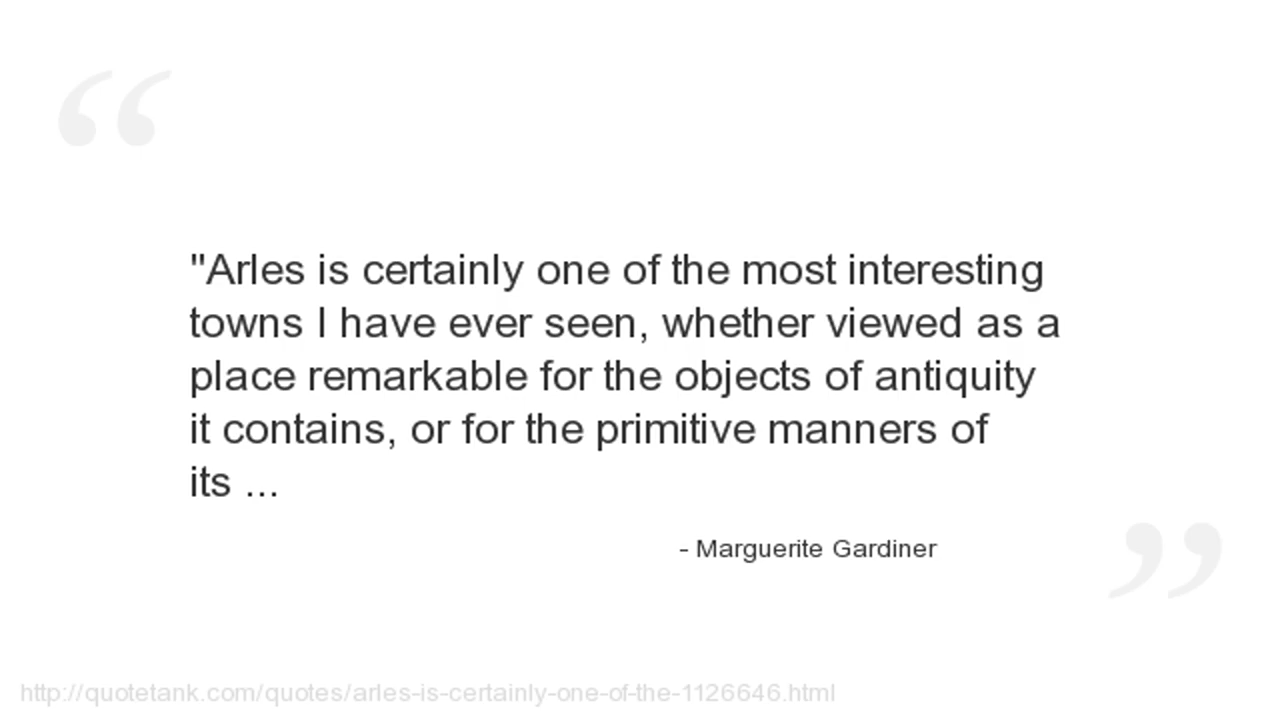 "Arles is certainly one of the most interesting
towns I have ever seen, whether viewed as a
place remarkable for the objects of antiquity
it contains, or for the primitive manners of
its ...
- Marguerite Gardiner
http://quotetank.com/quotes/arles-is-certainly-one-of-the-1126646.html